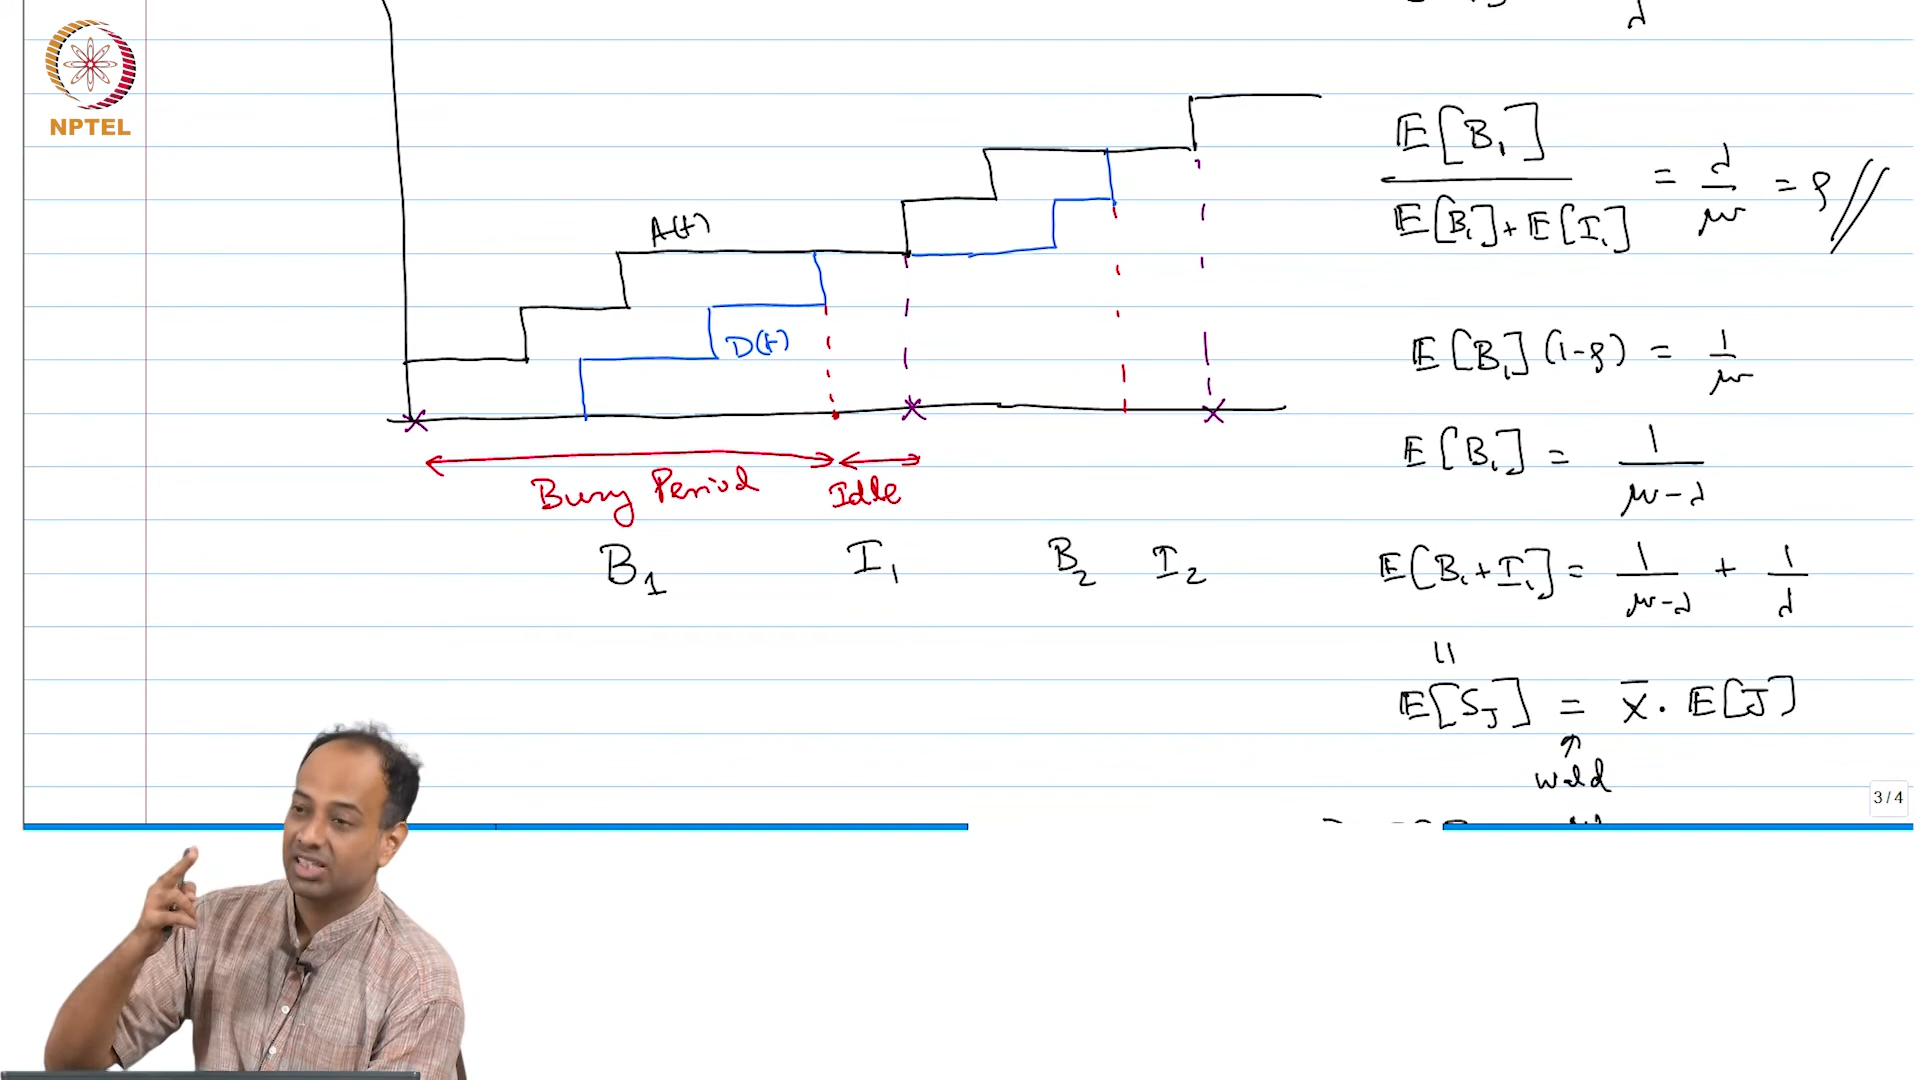 NPTEL
A(t)
D(t)
Busy Period
Idle
B₁ I₁ B₂ I₂
E[B₁] / (E[B₁] + E[I₁]) = λ/μ = ρ //
E[B₁](1-ρ) = 1/μ
E[B₁] = 1/(μ-λ)
E[B₁+I₁] = 1/(μ-λ) + 1/λ
||
E[S_J] = X̄ . E[J]
↑
Wald
3 / 4